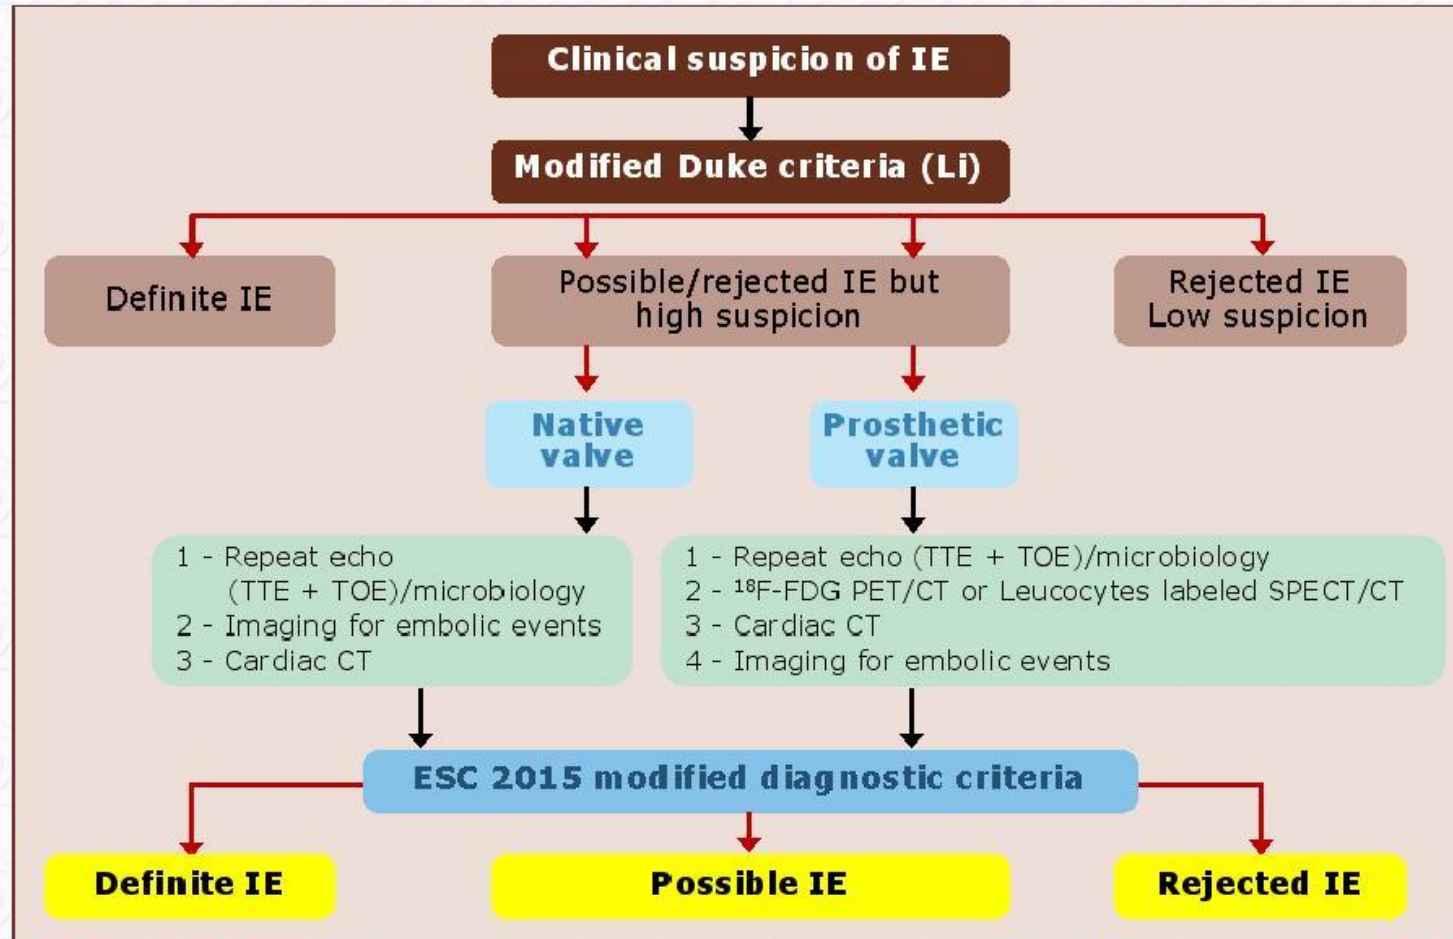 Clinical suspicion of IE
Modified Duke criteria (Li)
Definite IE
Possible/rejected IE but
high suspicion
Rejected IE
Low suspicion
Native
valve
Prosthetic
valve
1 - Repeat echo
(TTE + TOE)/microbiology
2 - Imaging for embolic events
3 - Cardiac CT
1 - Repeat echo (TTE + TOE)/microbiology
2 - ¹⁸F-FDG PET/CT or Leucocytes labeled SPECT/CT
3 - Cardiac CT
4 - Imaging for embolic events
ESC 2015 modified diagnostic criteria
Definite IE
Possible IE
Rejected IE